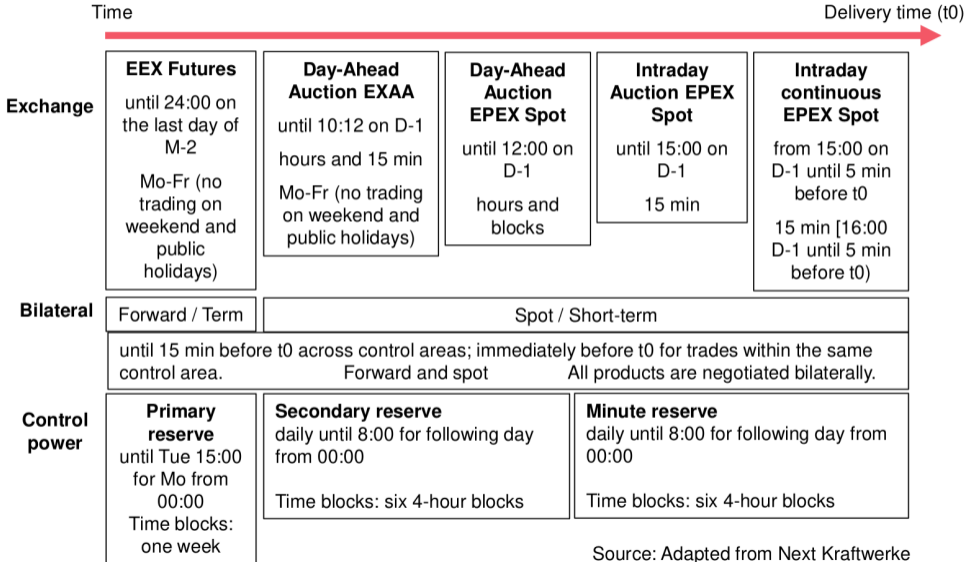 Time
Delivery time (t0)
Exchange
EEX Futures
until 24:00 on
the last day of
M-2
Mo-Fr (no
trading on
weekend and
public
holidays)
Day-Ahead
Auction EXAA
until 10:12 on D-1
hours and 15 min
Mo-Fr (no trading
on weekend and
public holidays)
Day-Ahead
Auction
EPEX Spot
until 12:00 on
D-1
hours and
blocks
Intraday
Auction EPEX
Spot
until 15:00 on
D-1
15 min
Intraday
continuous
EPEX Spot
from 15:00 on
D-1 until 5 min
before t0
15 min [16:00
D-1 until 5 min
before t0)
Bilateral
Forward / Term
Spot / Short-term
until 15 min before t0 across control areas; immediately before t0 for trades within the same
control area. Forward and spot All products are negotiated bilaterally.
Control
power
Primary
reserve
until Tue 15:00
for Mo from
00:00
Time blocks:
one week
Secondary reserve
daily until 8:00 for following day
from 00:00
Time blocks: six 4-hour blocks
Minute reserve
daily until 8:00 for following day from
00:00
Time blocks: six 4-hour blocks
Source: Adapted from Next Kraftwerke